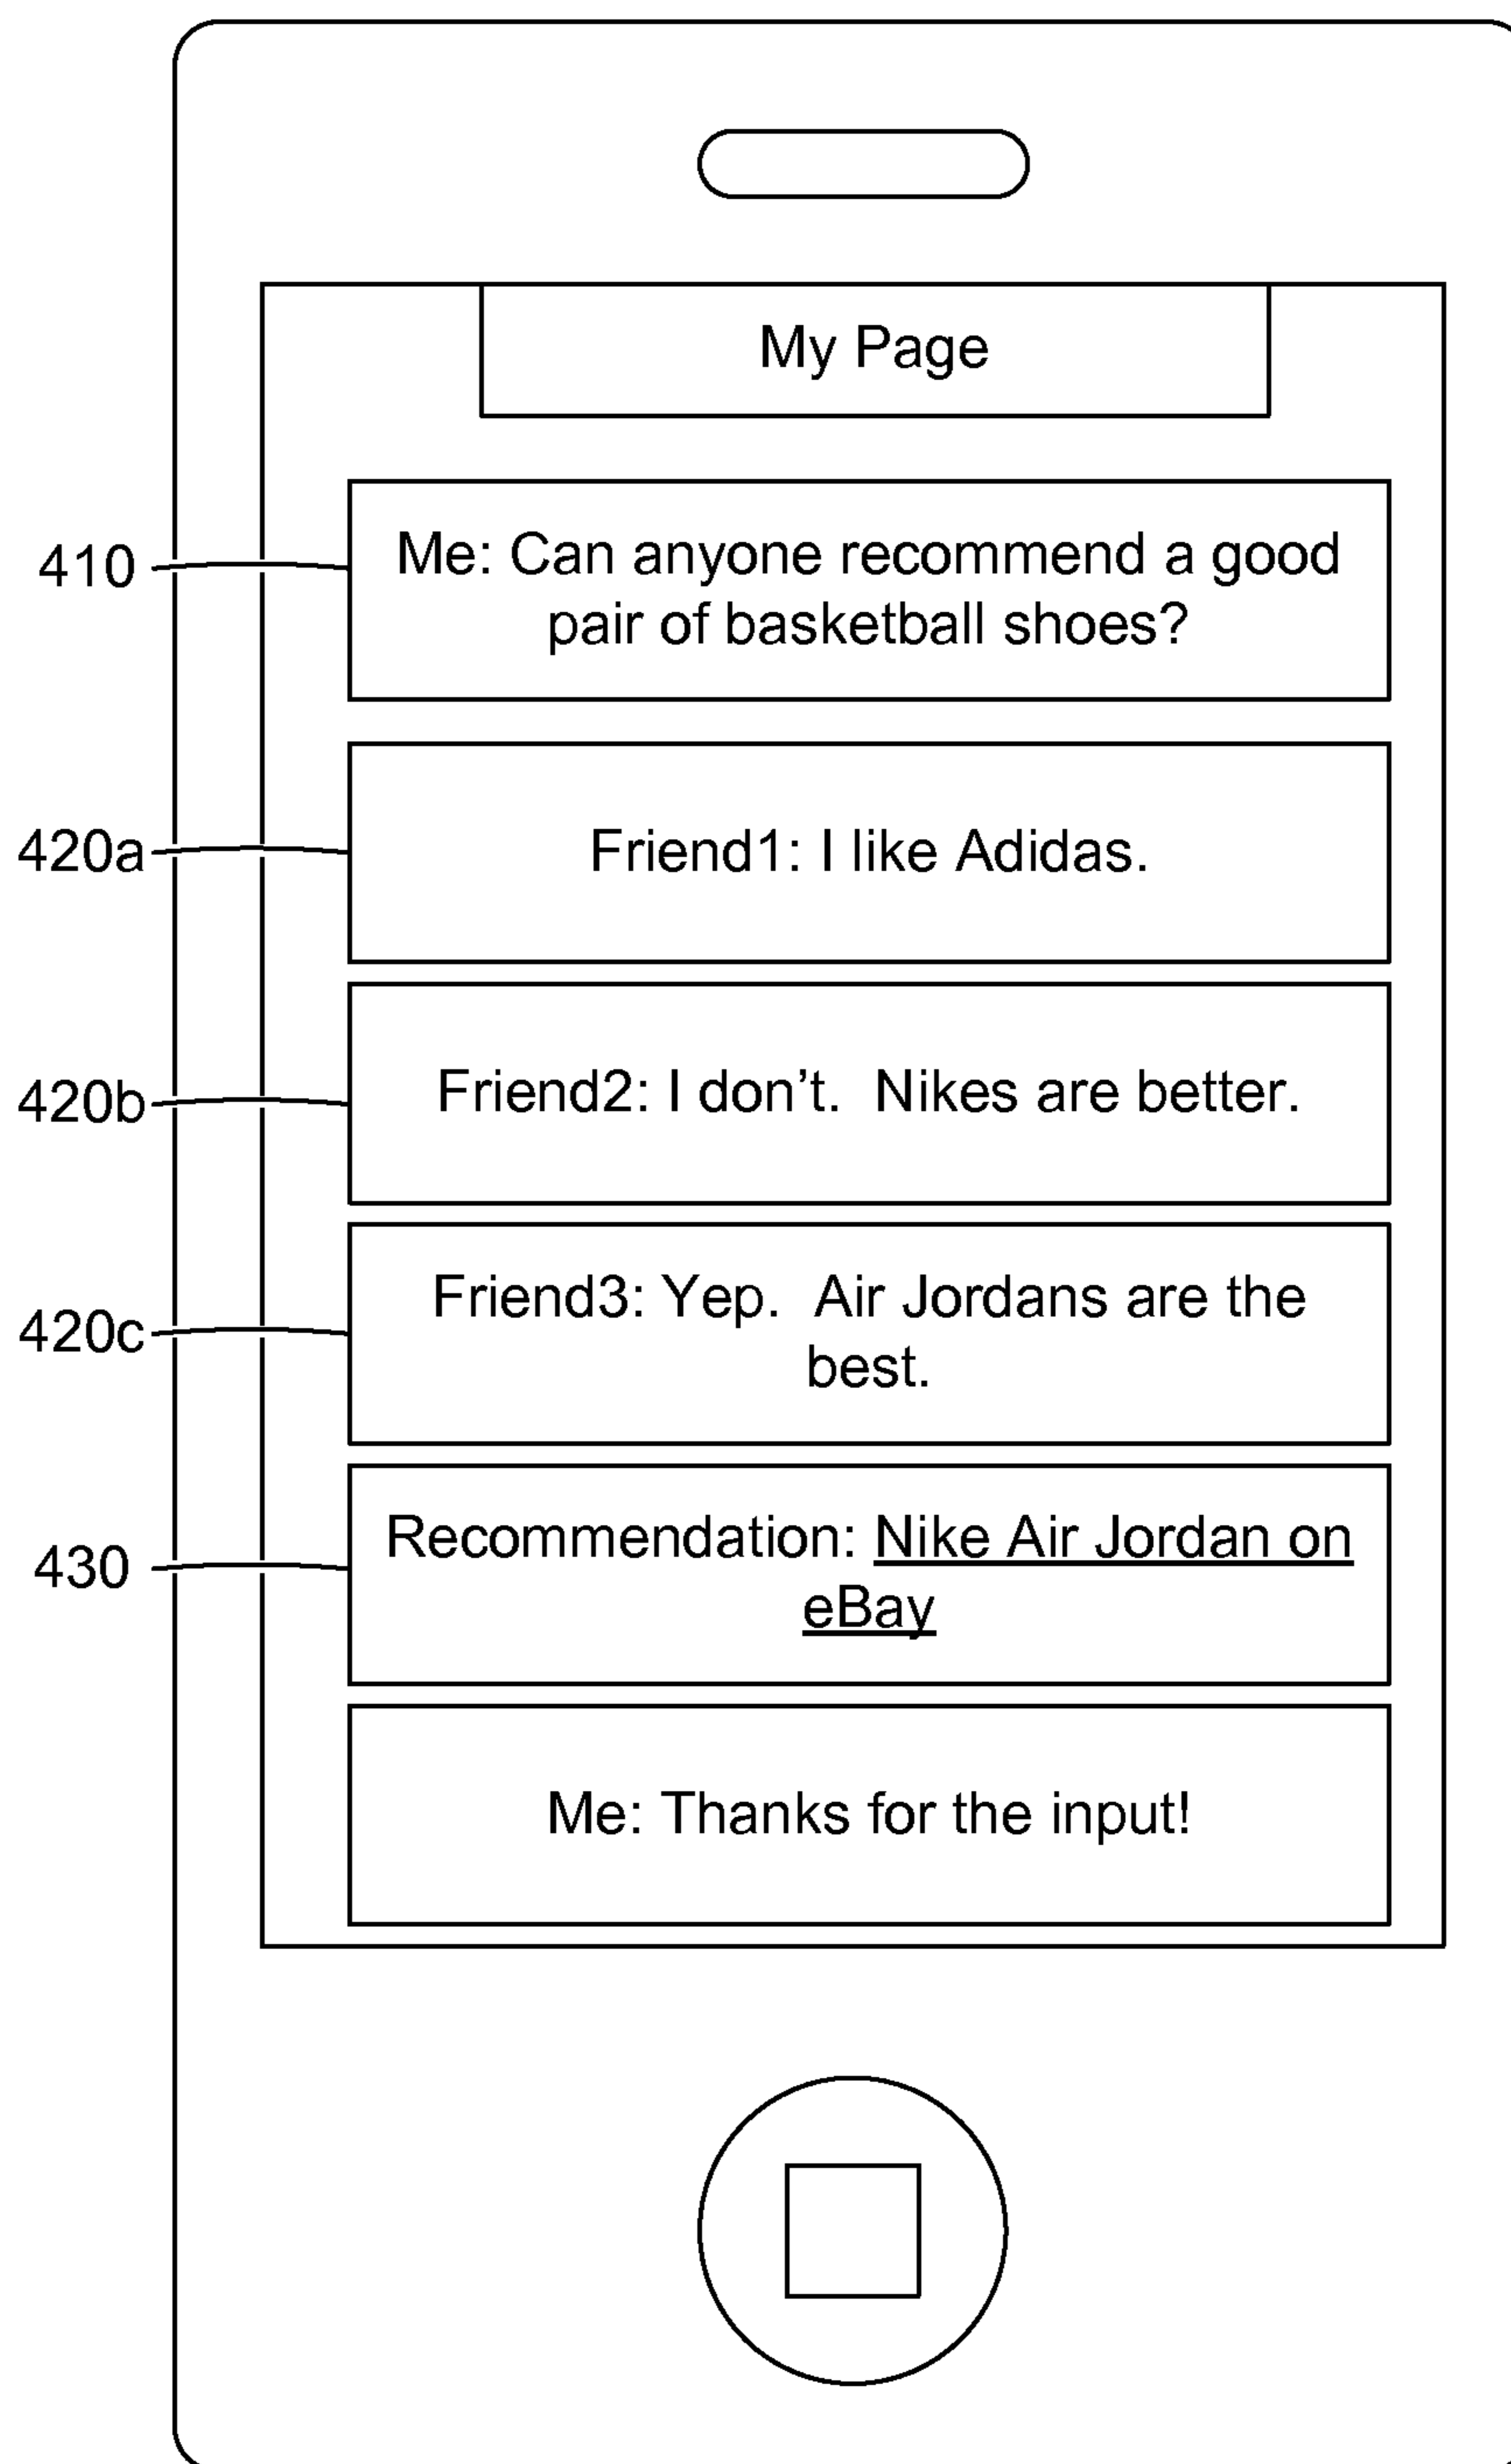 My Page
410
Me: Can anyone recommend a good
pair of basketball shoes?
420a
Friend1: I like Adidas.
420b
Friend2: I don't.  Nikes are better.
420c
Friend3: Yep.  Air Jordans are the
best.
430
Recommendation: Nike Air Jordan on
eBay
Me: Thanks for the input!